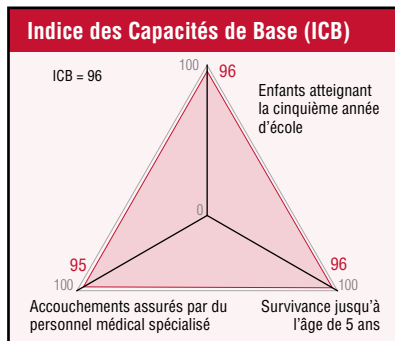 Indice des Capacités de Base (ICB)
ICB = 96
100
96
Enfants atteignant
la cinquième année
d'école
0
95
100
96
100
Accouchements assurés par du
personnel médical spécialisé
Survivance jusqu'à
l'âge de 5 ans